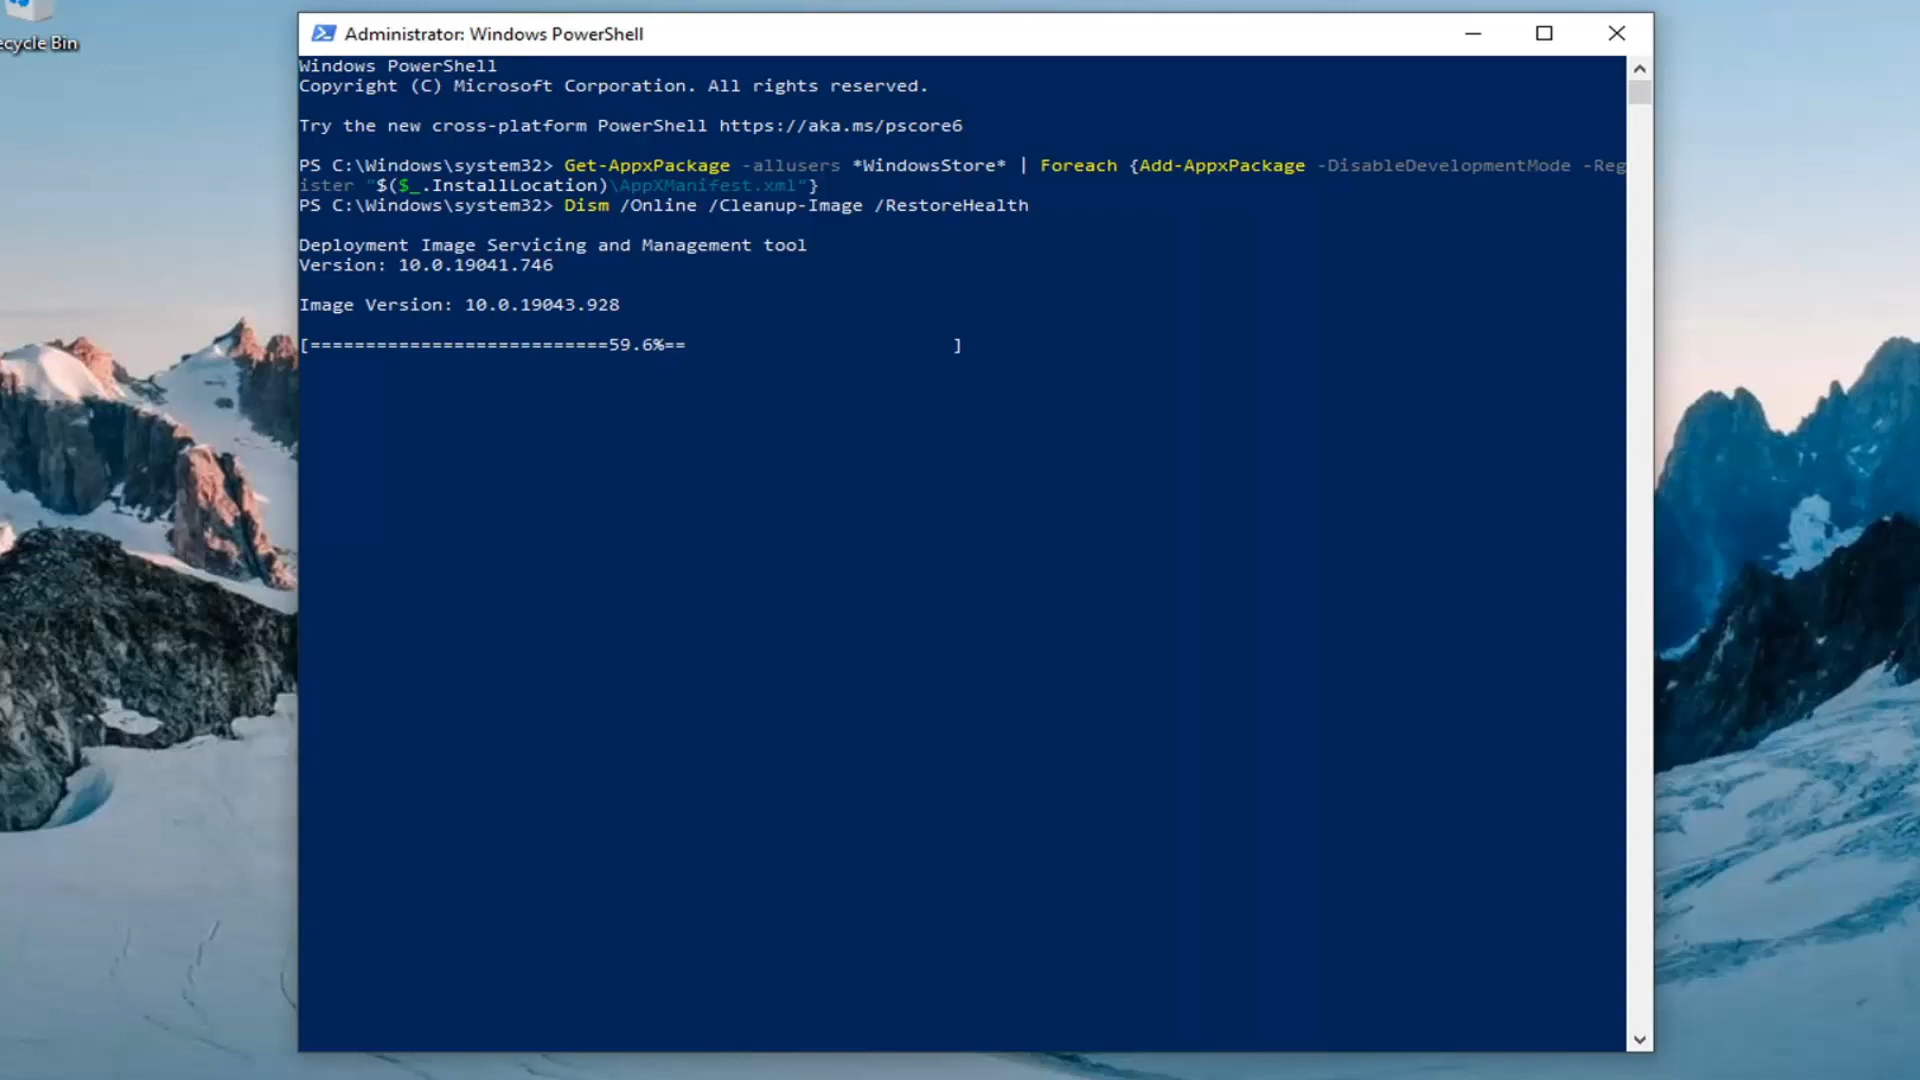 ecycle Bin
Administrator: Windows PowerShell
Windows PowerShell
Copyright (C) Microsoft Corporation. All rights reserved.
Try the new cross-platform PowerShell https://aka.ms/pscore6
PS C:\Windows\system32> Get-AppxPackage -allusers *WindowsStore* | Foreach {Add-AppxPackage -DisableDevelopmentMode -Reg
ister "$($_.InstallLocation)\AppXManifest.xml"}
PS C:\Windows\system32> Dism /Online /Cleanup-Image /RestoreHealth
Deployment Image Servicing and Management tool
Version: 10.0.19041.746
Image Version: 10.0.19043.928
[===========================59.6%==                        ]